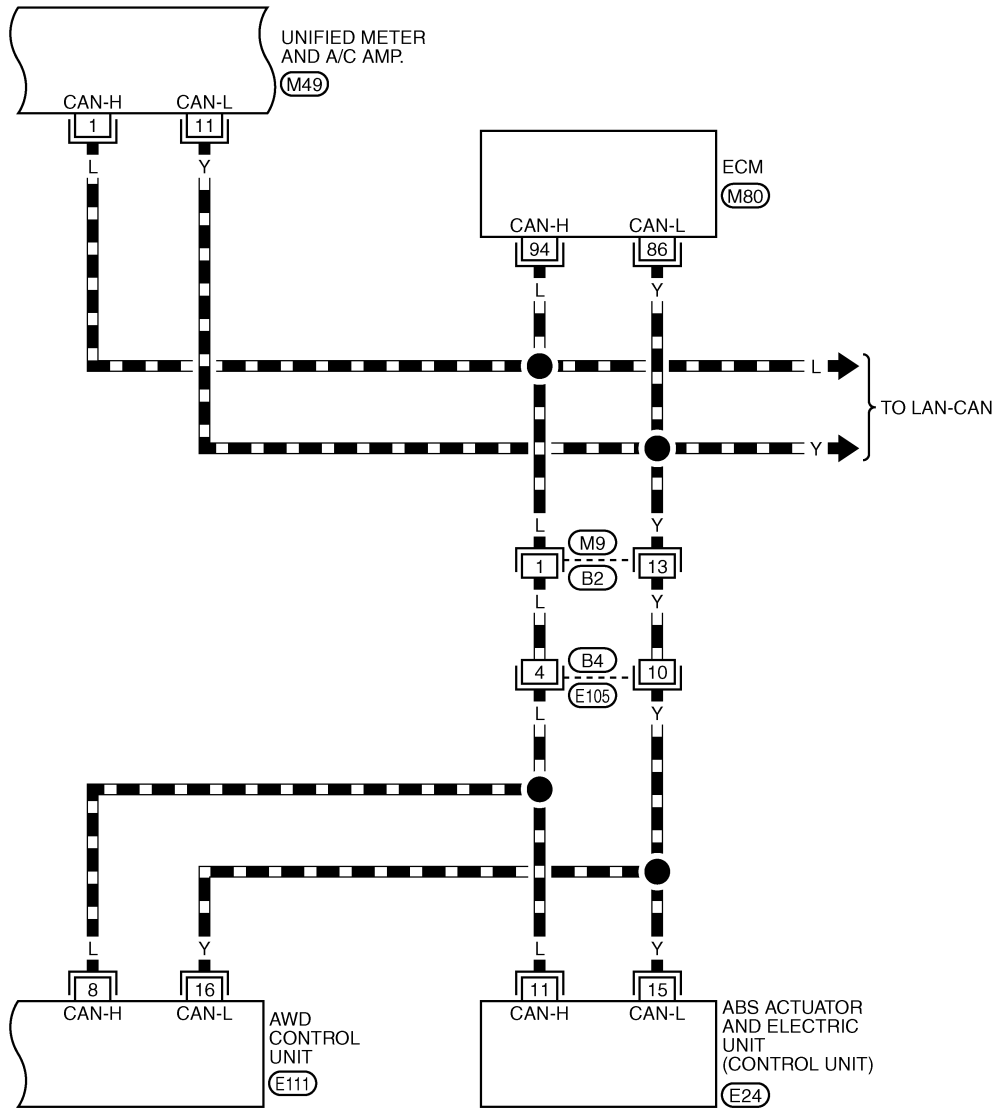 UNIFIED METER
AND A/C AMP.
M49
CAN-H
CAN-L
1
11
L
Y
ECM
M80
CAN-H
CAN-L
94
86
L
Y
L
TO LAN-CAN
Y
L
Y
M9
1
13
B2
L
Y
B4
4
10
E105
L
Y
L
Y
L
Y
8
16
11
15
CAN-H
CAN-L
CAN-H
CAN-L
AWD
CONTROL
UNIT
E111
ABS ACTUATOR
AND ELECTRIC
UNIT
(CONTROL UNIT)
E24